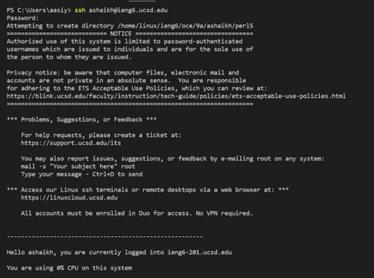 PS C:\Users\aasiy> ssh ashaikh@ieng6.ucsd.edu
Password:
Attempting to create directory /home/linux/ieng6/oce/9a/ashaikh/perl5
============================ NOTICE ================================
Authorized use of this system is limited to password-authenticated
usernames which are issued to individuals and are for the sole use of
the person to whom they are issued.

Privacy notice: be aware that computer files, electronic mail and
accounts are not private in an absolute sense. You are responsible
for adhering to the ETS Acceptable Use Policies, which you can review at:
https://blink.ucsd.edu/faculty/instruction/tech-guide/policies/ets-acceptable-use-policies.html
====================================================================

*** Problems, Suggestions, or Feedback ***

For help requests, please create a ticket at:
https://support.ucsd.edu/its

You may also report issues, suggestions, or feedback by e-mailing root on any system:
mail -s "Your subject here" root
Type your message - Ctrl+D to send

*** Access our Linux ssh terminals or remote desktops via a web browser at: ***
https://linuxcloud.ucsd.edu

All accounts must be enrolled in Duo for access. No VPN required.

------------------------------------------------------

Hello ashaikh, you are currently logged into ieng6-201.ucsd.edu

You are using 0% CPU on this system